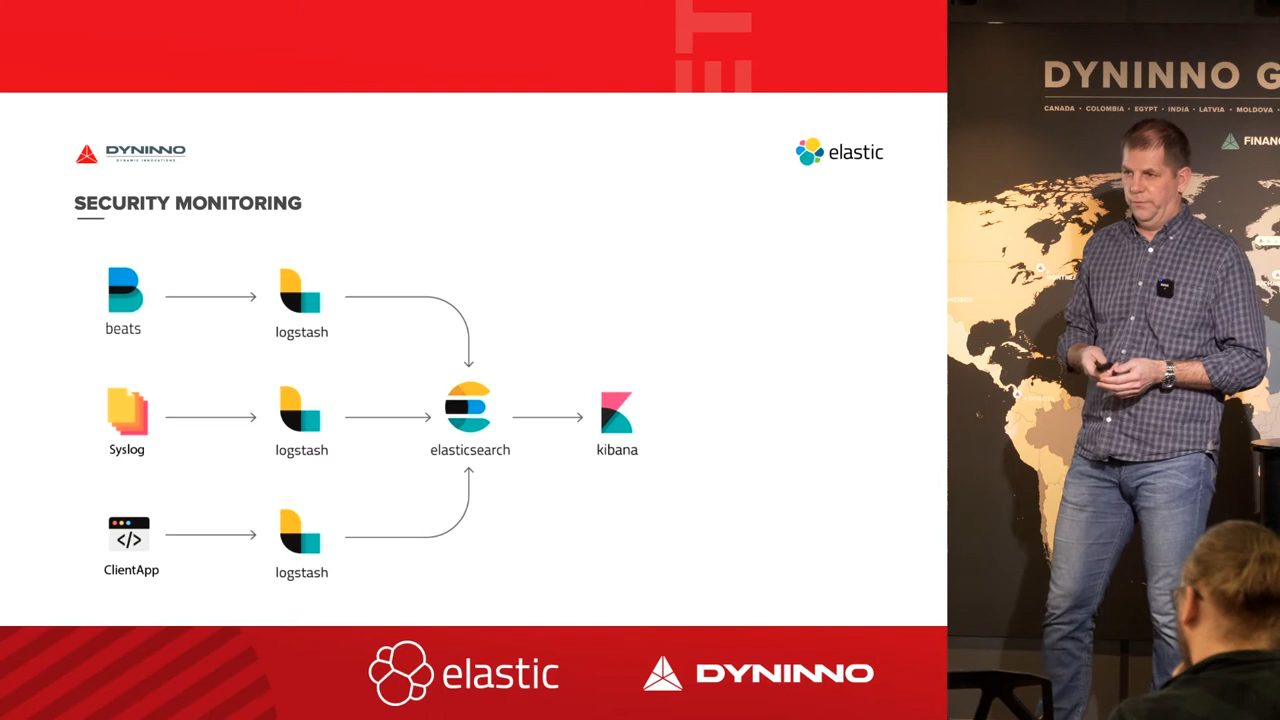 DYNINNO
DYNAMIC INNOVATIONS
elastic
SECURITY MONITORING
beats
logstash
Syslog
logstash
elasticsearch
kibana
ClientApp
logstash
elastic
DYNINNO
DYNINNO G
CANADA • COLOMBIA • EGYPT • INDIA • LATVIA • MOLDOVA •
FINANC